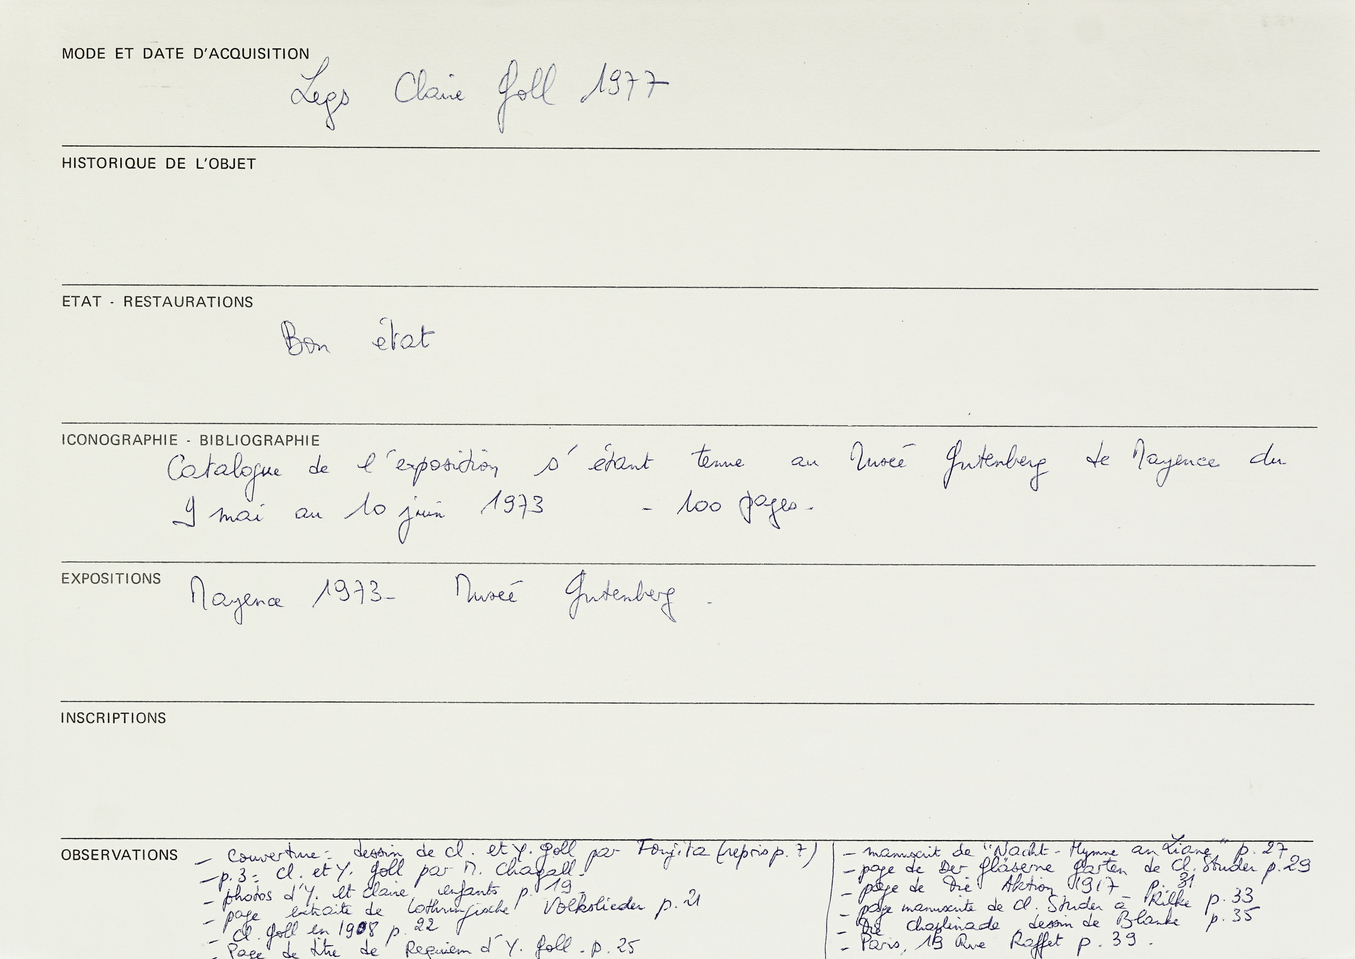 MODE ET DATE D'ACQUISITION
Legs Claire Goll 1977
HISTORIQUE DE L'OBJET
ETAT - RESTAURATIONS
Bon état
ICONOGRAPHIE - BIBLIOGRAPHIE
Catalogue de l'exposition s'étant tenue au Musée Gutenberg de Mayence du
9 mai au 10 juin 1973 - 100 pages.
EXPOSITIONS
Mayence 1973 - Musée Gutenberg.
INSCRIPTIONS
OBSERVATIONS
- couverture: dessin de Cl. et Y. Goll par Foujita (repris p. 7)
- p. 3: Cl. et Y. Goll par M. Chagall.
- photos d'Y. et Claire enfants p. 19.
- page extraite de Lothringische Volkslieder p. 21
- Cl. Goll en 1908 p. 22
- Page de titre de Requiem d'Y. Goll - p. 25
- manuscrit de "Nacht-Hymne an Liane" p. 27
- page de Der gläserne Garten de Cl. Studer p. 29
- page de Die Aktion 1917 p. 31
- page manuscrite de Cl. Studer à Rilke p. 33
- Die Chaplinade dessin de p. 35
- Paris, 13 Rue Raffet p. 39.